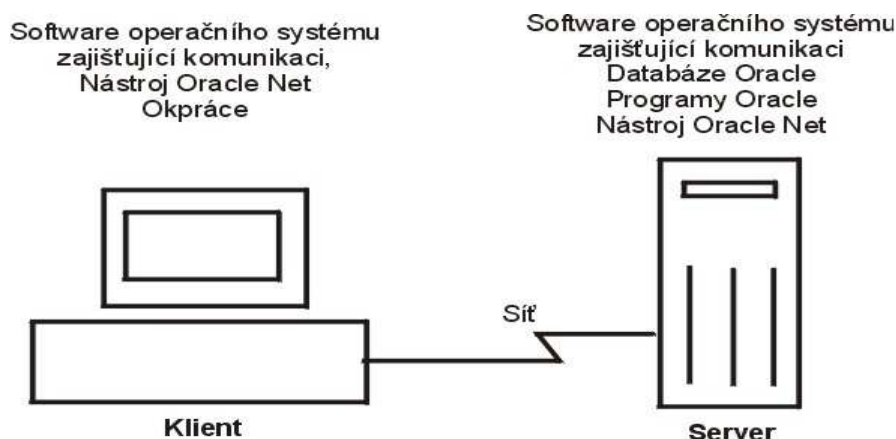 Software operačního systému
zajišťující komunikaci,
Nástroj Oracle Net
Okpráce
Software operačního systému
zajišťující komunikaci
Databáze Oracle
Programy Oracle
Nástroj Oracle Net
Síť
Klient
Server